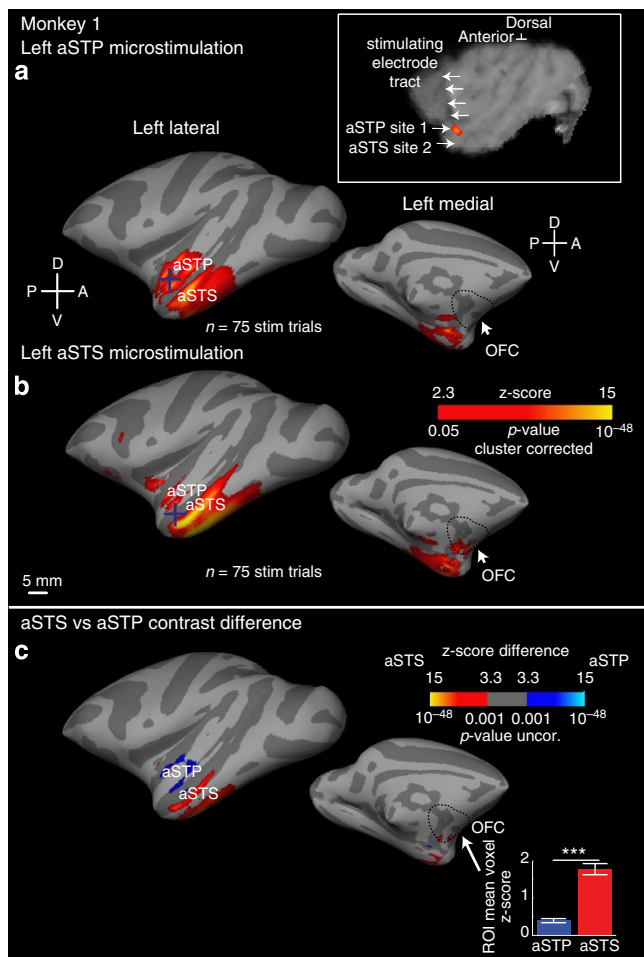 Monkey 1
Left aSTP microstimulation
a
Dorsal
Anterior
stimulating
electrode
tract
aSTP site 1
aSTS site 2
Left lateral
Left medial
D
P A
V
D
P A
V
aSTP
aSTS
n = 75 stim trials
OFC
Left aSTS microstimulation
b
2.3 z-score 15
0.05 p-value 10–48
cluster corrected
aSTP
aSTS
n = 75 stim trials
OFC
5 mm
aSTS vs aSTP contrast difference
c
z-score difference
aSTS aSTP
15 3.3 3.3 15
10–48 0.001 0.001 10–48
p-value uncor.
aSTP
aSTS
OFC
ROI mean voxel
z-score
2
1
0
***
aSTP aSTS